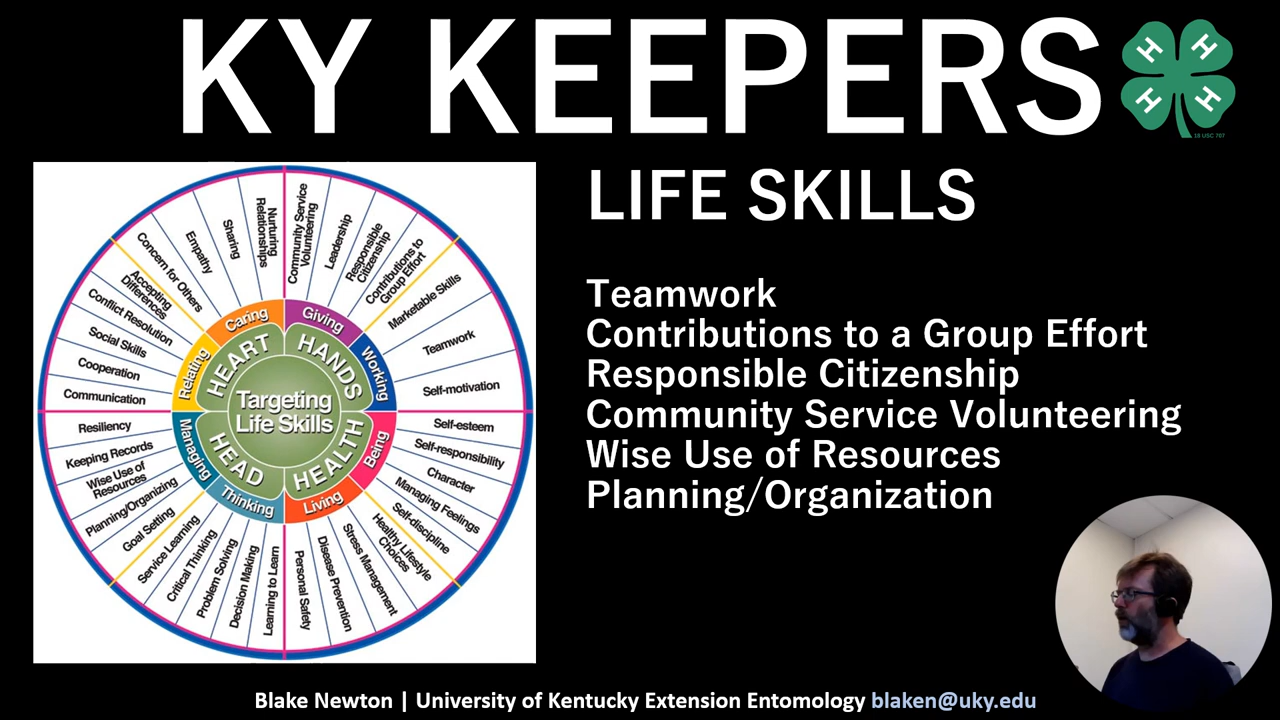 KY KEEPERS
H H
H H
18 USC 707
LIFE SKILLS
Teamwork
Contributions to a Group Effort
Responsible Citizenship
Community Service Volunteering
Wise Use of Resources
Planning/Organization
Targeting
Life Skills
HEART
HANDS
HEALTH
HEAD
Caring
Giving
Working
Being
Living
Thinking
Managing
Relating
Nurturing
Relationships
Sharing
Empathy
Concern for Others
Accepting
Differences
Conflict Resolution
Social Skills
Cooperation
Communication
Community Service
Volunteering
Leadership
Responsible
Citizenship
Contributions to
Group Effort
Marketable Skills
Teamwork
Self-motivation
Self-esteem
Self-responsibility
Character
Managing Feelings
Self-discipline
Healthy Lifestyle
Choices
Stress Management
Disease Prevention
Personal Safety
Learning to Learn
Decision Making
Problem Solving
Critical Thinking
Service Learning
Goal Setting
Planning/Organizing
Wise Use of
Resources
Keeping Records
Resiliency
Blake Newton | University of Kentucky Extension Entomology blaken@uky.edu